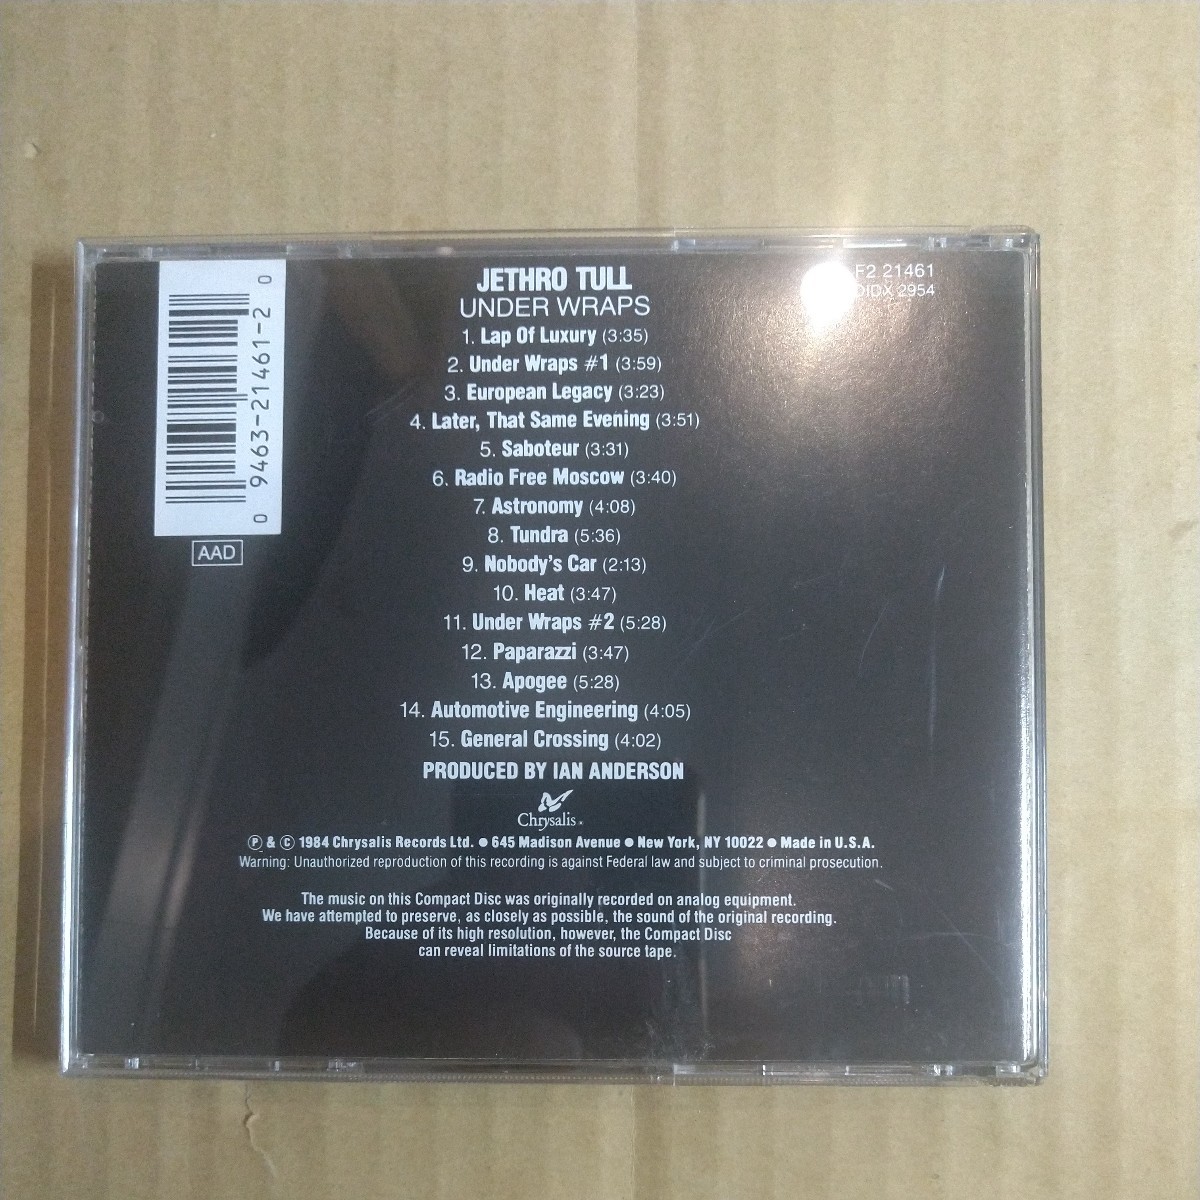 JETHRO TULL
UNDER WRAPS
1. Lap Of Luxury (3:35)
2. Under Wraps #1 (3:59)
3. European Legacy (3:23)
4. Later, That Same Evening (3:51)
5. Saboteur (3:31)
6. Radio Free Moscow (3:40)
7. Astronomy (4:08)
8. Tundra (5:36)
9. Nobody's Car (2:13)
10. Heat (3:47)
11. Under Wraps #2 (5:28)
12. Paparazzi (3:47)
13. Apogee (5:28)
14. Automotive Engineering (4:05)
15. General Crossing (4:02)
PRODUCED BY IAN ANDERSON
Chrysalis
Ⓟ & © 1984 Chrysalis Records Ltd. ● 645 Madison Avenue ● New York, NY 10022 ● Made in U.S.A.
Warning: Unauthorized reproduction of this recording is against Federal law and subject to criminal prosecution.
The music on this Compact Disc was originally recorded on analog equipment.
We have attempted to preserve, as closely as possible, the sound of the original recording.
Because of its high resolution, however, the Compact Disc
can reveal limitations of the source tape.
0 9463-21461-2 0
AAD
F2 21461
DIDX 2954